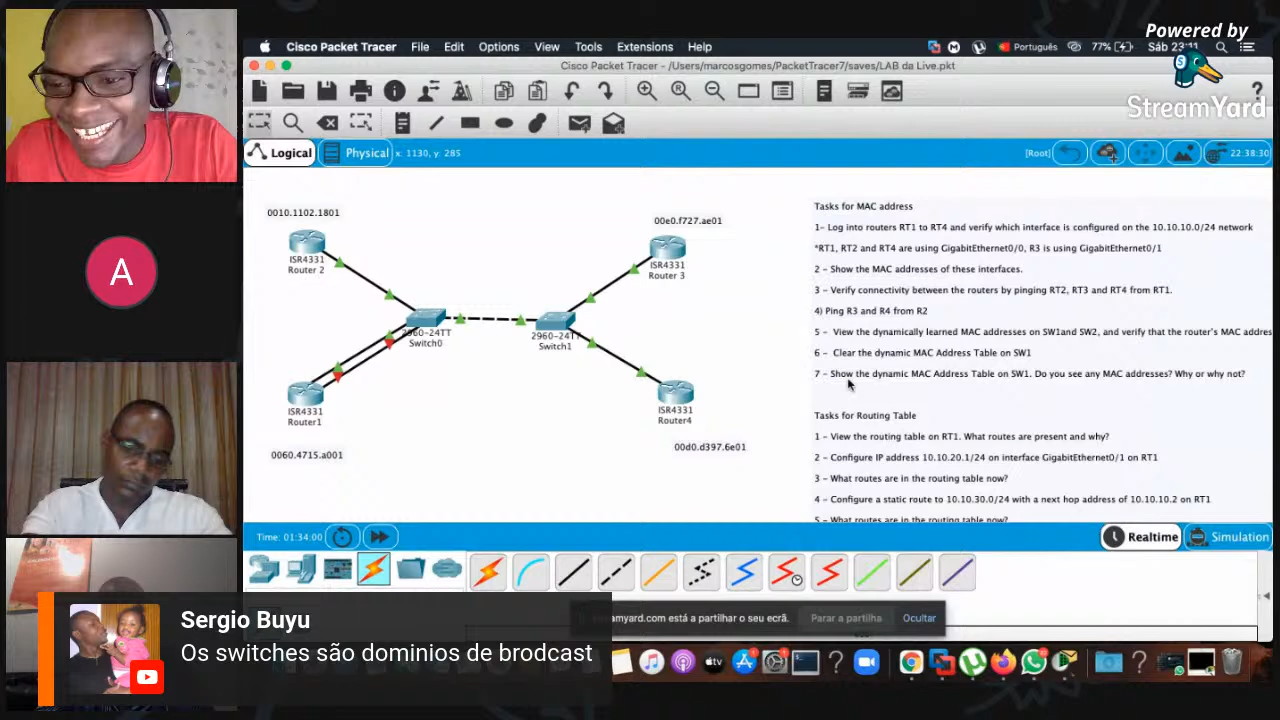 Powered by
StreamYard
Cisco Packet Tracer File Edit View Options Tools Extensions Help
Português 77% Sáb 23:11
Cisco Packet Tracer - /Users/marcosgomes/PacketTracer7/saves/LAB da Live.pkt
Logical Physical x: 1130, y: 285 [Root] 22:38:30
0010.1102.1801
ISR4331
Router 2
00e0.f727.ae01
ISR4331
Router 3
2960-24TT
Switch0
2960-24TT
Switch1
ISR4331
Router1
0060.4715.a001
ISR4331
Router4
00d0.d397.6e01
Tasks for MAC address
1- Log into routers RT1 to RT4 and verify which interface is configured on the 10.10.10.0/24 network
*RT1, RT2 and RT4 are using GigabitEthernet0/0, R3 is using GigabitEthernet0/1
2 - Show the MAC addresses of these interfaces.
3 - Verify connectivity between the routers by pinging RT2, RT3 and RT4 from RT1.
4) Ping R3 and R4 from R2
5 - View the dynamically learned MAC addresses on SW1and SW2, and verify that the router's MAC addres
6 - Clear the dynamic MAC Address Table on SW1
7 - Show the dynamic MAC Address Table on SW1. Do you see any MAC addresses? Why or why not?
Tasks for Routing Table
1 - View the routing table on RT1. What routes are present and why?
2 - Configure IP address 10.10.20.1/24 on interface GigabitEthernet0/1 on RT1
3 - What routes are in the routing table now?
4 - Configure a static route to 10.10.30.0/24 with a next hop address of 10.10.10.2 on RT1
5 - What routes are in the routing table now?
Time: 01:34:00 Realtime Simulation
A
está a partilhar o seu ecrã. Parar a partilha Ocultar
Sergio Buyu
Os switches são dominios de brodcast